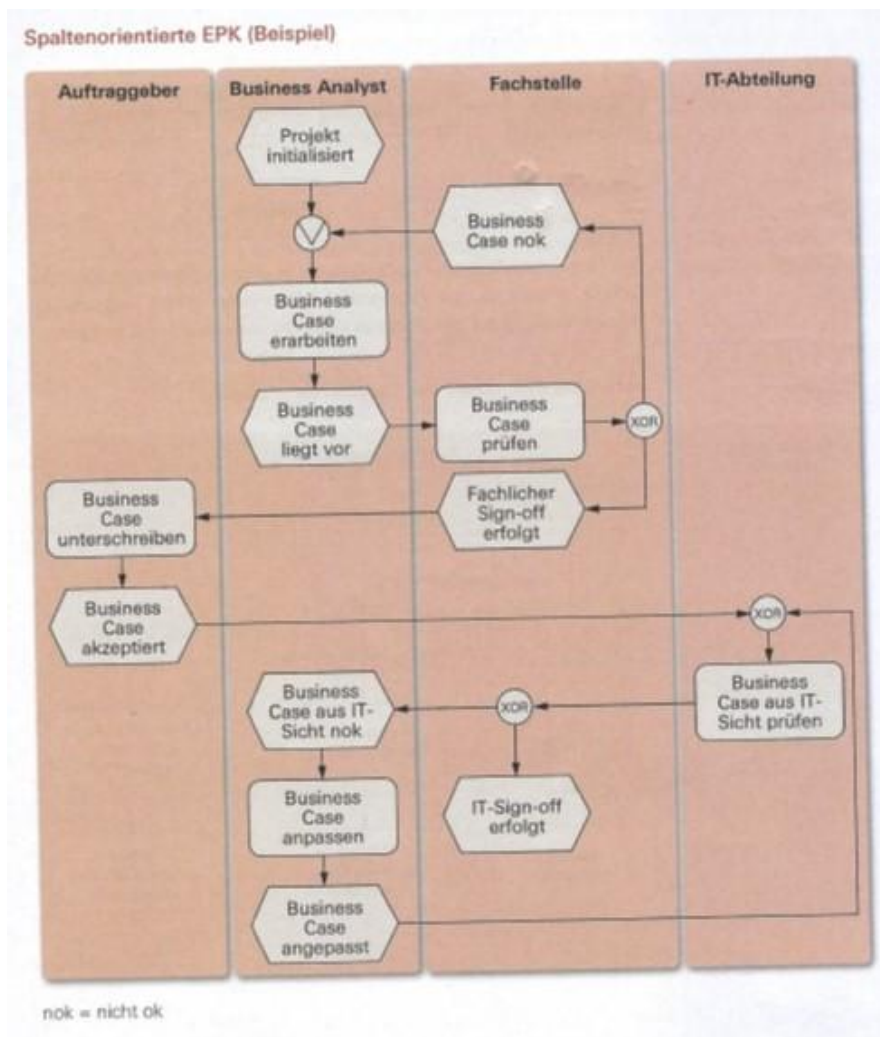 Spaltenorientierte EPK (Beispiel)
Auftraggeber
Business Analyst
Fachstelle
IT-Abteilung
Projekt
initialisiert
Business
Case nok
Business
Case
erarbeiten
Business
Case
liegt vor
Business
Case
prüfen
XOR
Fachlicher
Sign-off
erfolgt
Business
Case
unterschreiben
Business
Case
akzeptiert
XOR
Business
Case aus IT-
Sicht prüfen
XOR
Business
Case aus IT-
Sicht nok
IT-Sign-off
erfolgt
Business
Case
anpassen
Business
Case
angepasst
nok = nicht ok